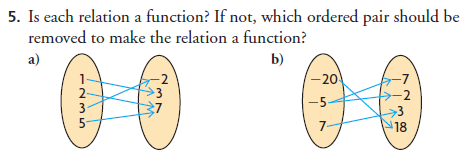 5. Is each relation a function? If not, which ordered pair should be
removed to make the relation a function?
a) b)
1 -2
2 3
3 7
5
-20 -7
-5 -2
7 3
18